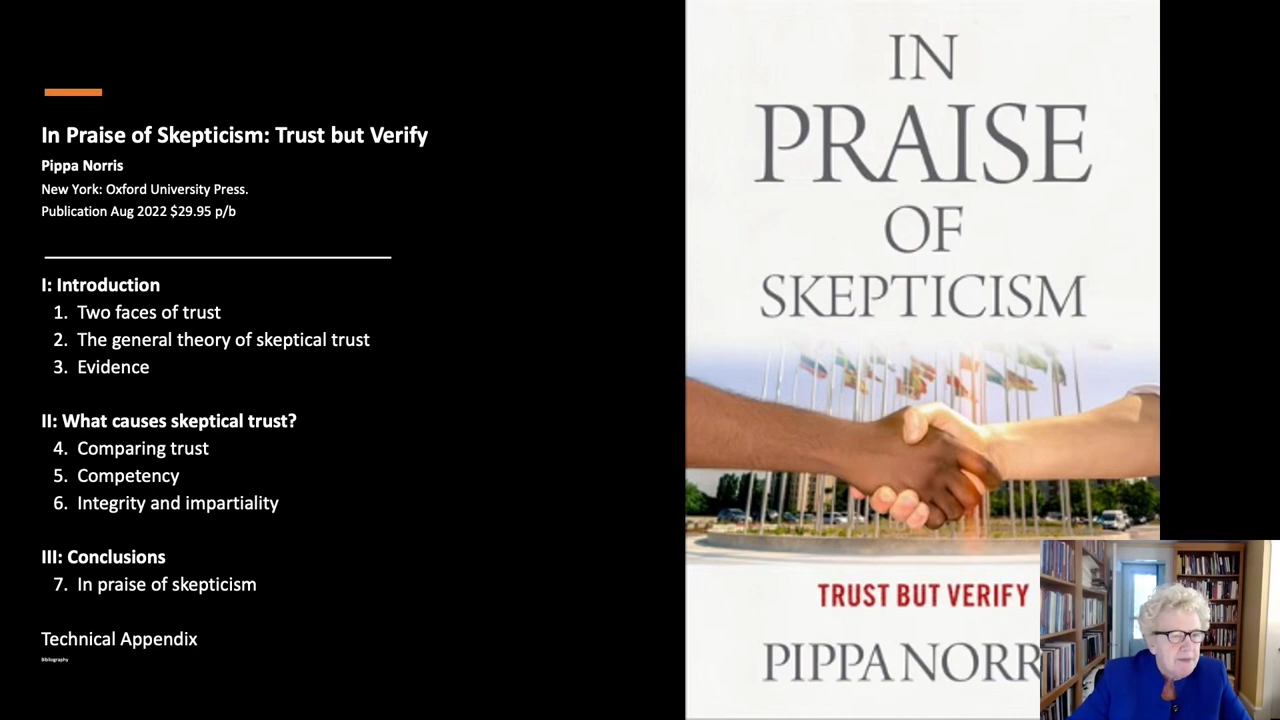 In Praise of Skepticism: Trust but Verify
Pippa Norris
New York: Oxford University Press.
Publication Aug 2022 $29.95 p/b
I: Introduction
1. Two faces of trust
2. The general theory of skeptical trust
3. Evidence
II: What causes skeptical trust?
4. Comparing trust
5. Competency
6. Integrity and impartiality
III: Conclusions
7. In praise of skepticism
Technical Appendix
Bibliography
IN
PRAISE
OF
SKEPTICISM
TRUST BUT VERIFY
PIPPA NORR